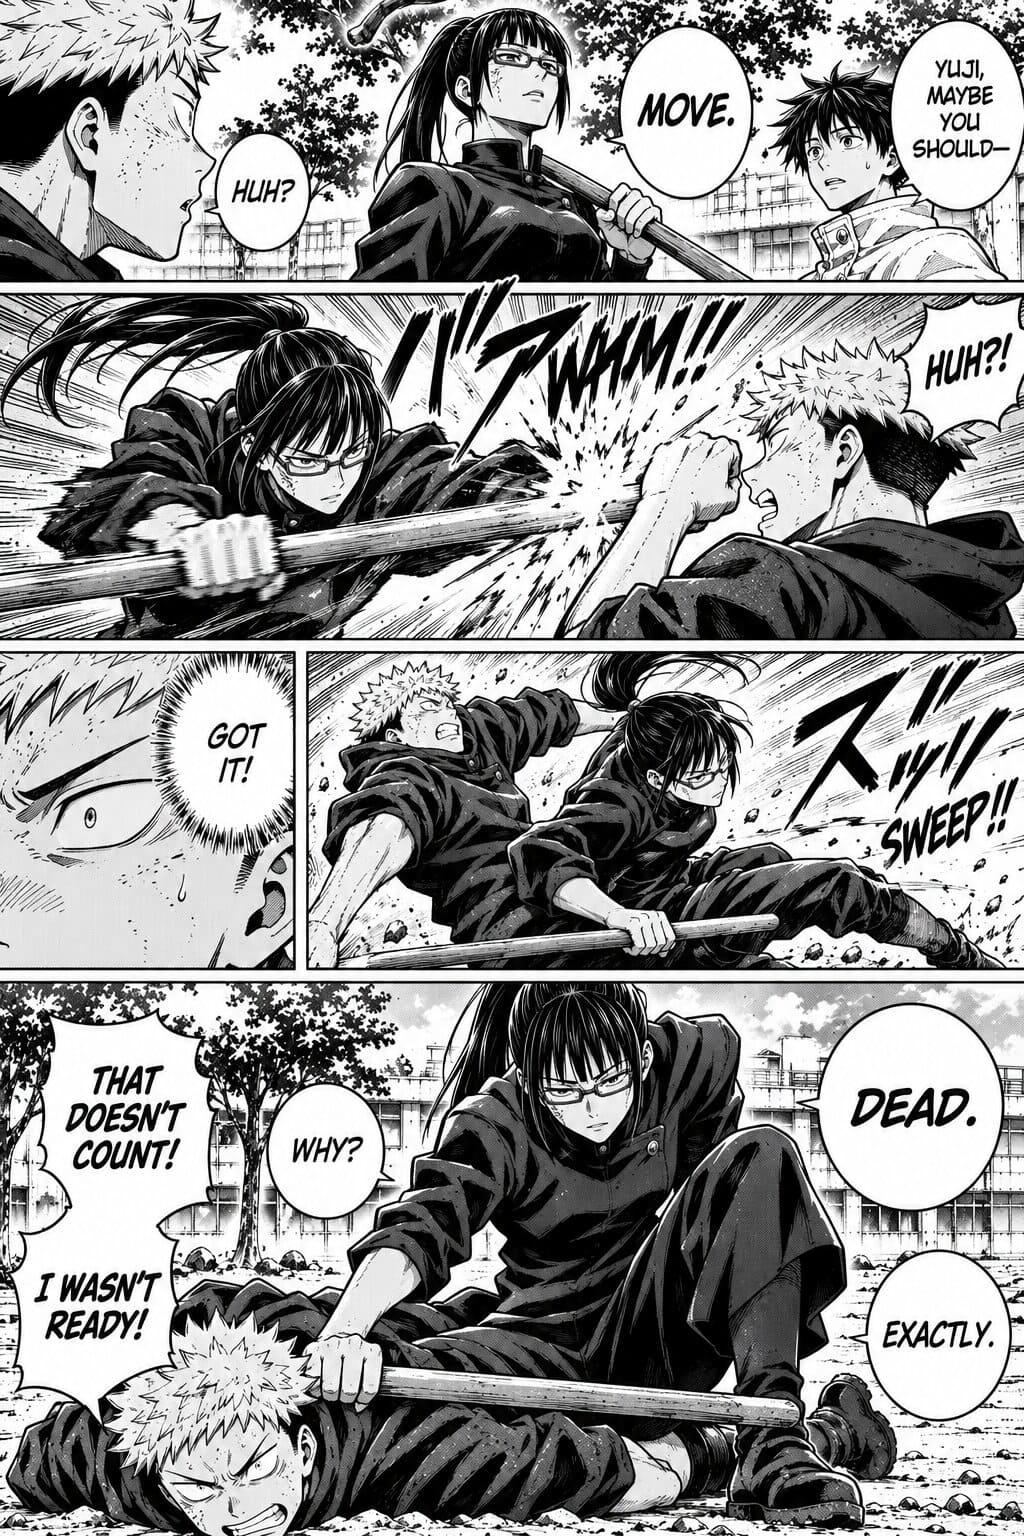 YUJI,
MAYBE
YOU
SHOULD—
MOVE.
HUH?
HUH?!
バァ
WHAM!!
GOT
IT!
ズッ
SWEEP!!
DEAD.
THAT
DOESN'T
COUNT!
WHY?
I WASN'T
READY!
EXACTLY.